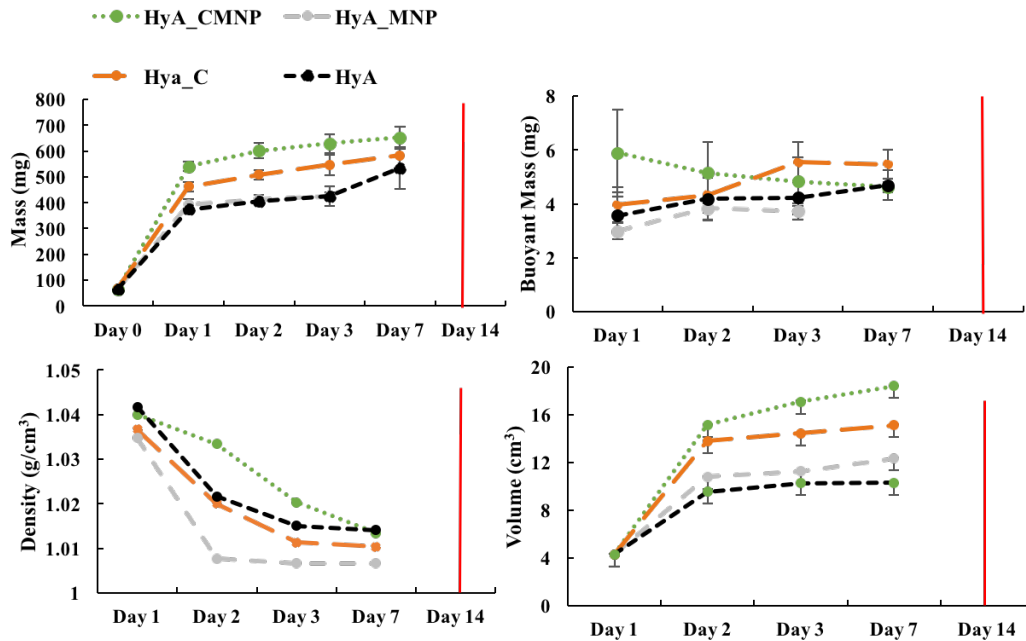 HyA_CMNP
HyA_MNP
Hya_C
HyA
Mass (mg)
800
700
600
500
400
300
200
100
0
Day 0
Day 1
Day 2
Day 3
Day 7
Day 14
Buoyant Mass (mg)
8
6
4
2
0
Day 1
Day 2
Day 3
Day 7
Day 14
Density (g/cm³)
1.05
1.04
1.03
1.02
1.01
1
Day 1
Day 2
Day 3
Day 7
Day 14
Volume (cm³)
20
16
12
8
4
0
Day 1
Day 2
Day 3
Day 7
Day 14